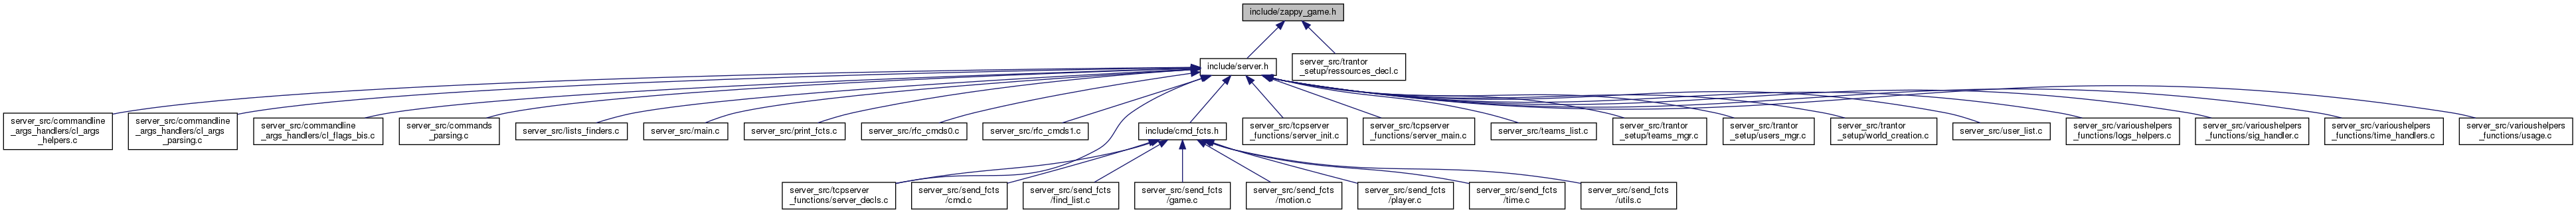 include/zappy_game.h
include/server.h
server_src/trantor
_setup/ressources_decl.c
server_src/commandline
_args_handlers/cl_args
_helpers.c
server_src/commandline
_args_handlers/cl_args
_parsing.c
server_src/commandline
_args_handlers/cl_flags_bis.c
server_src/commands
_parsing.c
server_src/lists_finders.c
server_src/main.c
server_src/print_fcts.c
server_src/rfc_cmds0.c
server_src/rfc_cmds1.c
include/cmd_fcts.h
server_src/tcpserver
_functions/server_init.c
server_src/tcpserver
_functions/server_main.c
server_src/teams_list.c
server_src/trantor
_setup/teams_mgr.c
server_src/trantor
_setup/users_mgr.c
server_src/trantor
_setup/world_creation.c
server_src/user_list.c
server_src/varioushelpers
_functions/logs_helpers.c
server_src/varioushelpers
_functions/sig_handler.c
server_src/varioushelpers
_functions/time_handlers.c
server_src/varioushelpers
_functions/usage.c
server_src/tcpserver
_functions/server_decls.c
server_src/send_fcts
/cmd.c
server_src/send_fcts
/find_list.c
server_src/send_fcts
/game.c
server_src/send_fcts
/motion.c
server_src/send_fcts
/player.c
server_src/send_fcts
/time.c
server_src/send_fcts
/utils.c